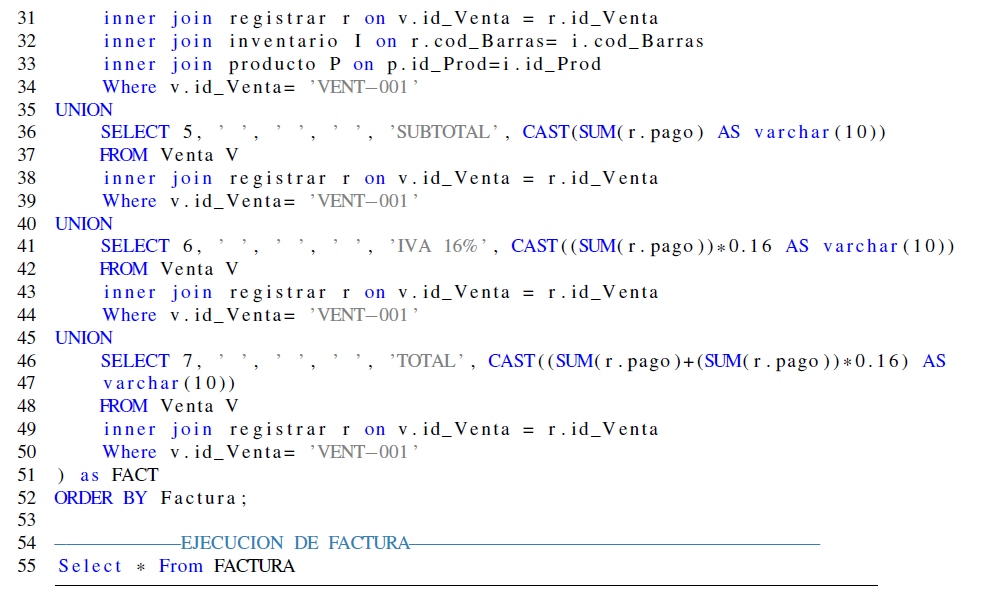 31 inner join registrar r on v.id_Venta = r.id_Venta
32 inner join inventario I on r.cod_Barras= i.cod_Barras
33 inner join producto P on p.id_Prod=i.id_Prod
34 Where v.id_Venta= 'VENT-001'
35 UNION
36 SELECT 5, ' ', ' ', ' ', 'SUBTOTAL', CAST(SUM(r.pago) AS varchar(10))
37 FROM Venta V
38 inner join registrar r on v.id_Venta = r.id_Venta
39 Where v.id_Venta= 'VENT-001'
40 UNION
41 SELECT 6, ' ', ' ', ' ', 'IVA 16%', CAST((SUM(r.pago))*0.16 AS varchar(10))
42 FROM Venta V
43 inner join registrar r on v.id_Venta = r.id_Venta
44 Where v.id_Venta= 'VENT-001'
45 UNION
46 SELECT 7, ' ', ' ', ' ', 'TOTAL', CAST((SUM(r.pago)+(SUM(r.pago))*0.16) AS
47 varchar(10))
48 FROM Venta V
49 inner join registrar r on v.id_Venta = r.id_Venta
50 Where v.id_Venta= 'VENT-001'
51 ) as FACT
52 ORDER BY Factura;
53
54 ——————EJECUCION DE FACTURA————————————————————
55 Select * From FACTURA